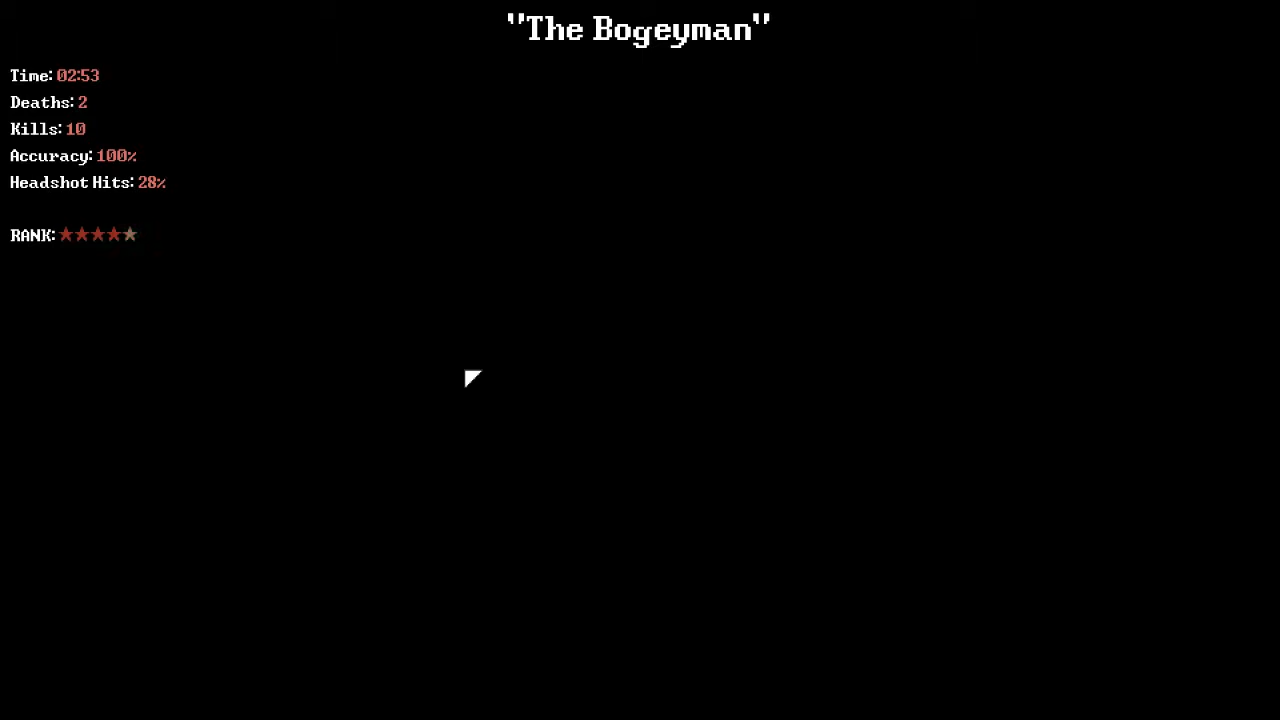 "The Bogeyman"
Time: 02:53
Deaths: 2
Kills: 10
Accuracy: 100%
Headshot Hits: 28%
RANK: ★★★★★